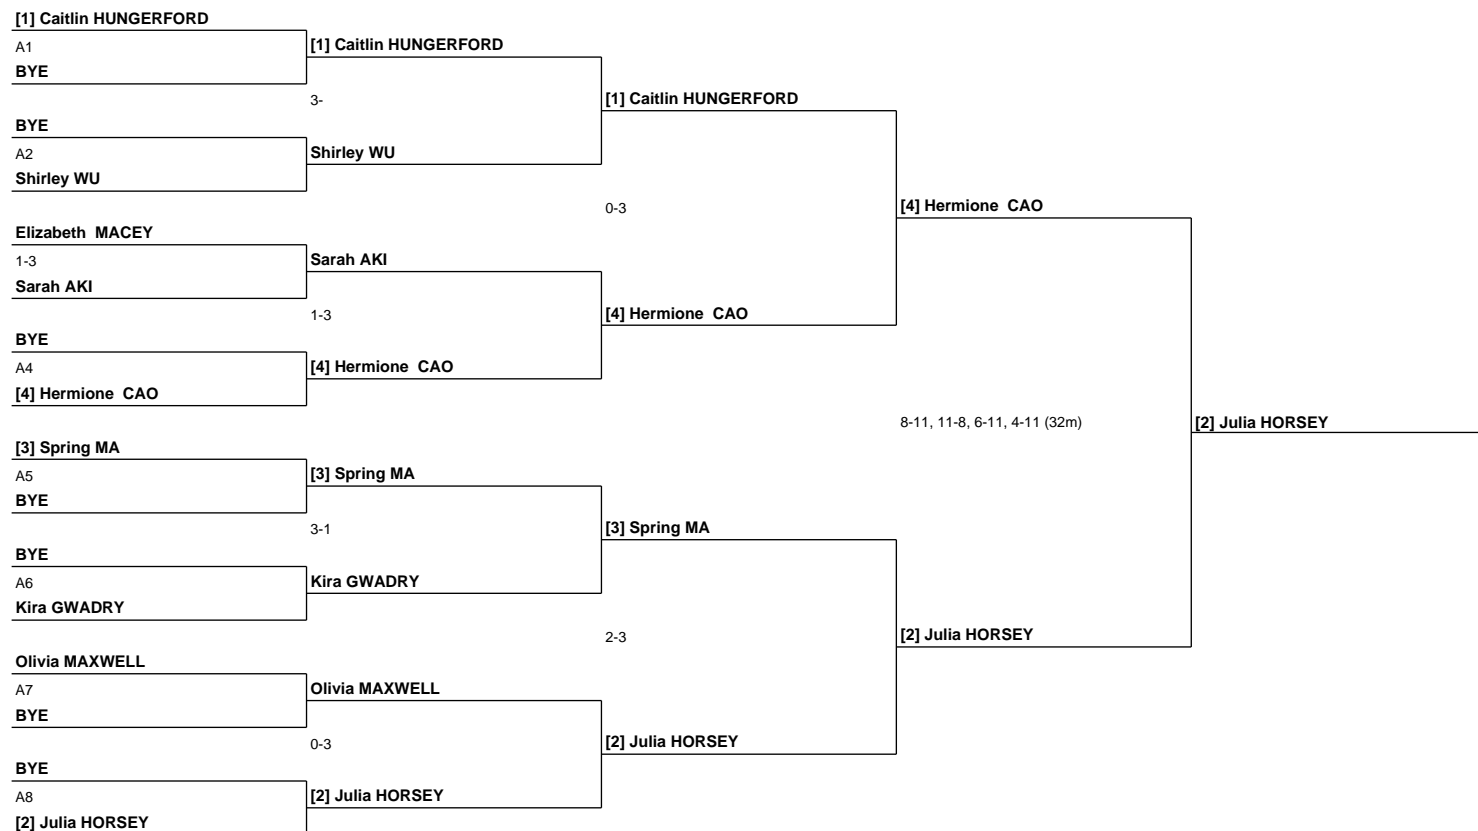 [1] Caitlin HUNGERFORD
A1
BYE
BYE
A2
Shirley WU
Elizabeth  MACEY
1-3
Sarah AKI
BYE
A4
[4] Hermione  CAO
[3] Spring MA
A5
BYE
BYE
A6
Kira GWADRY
Olivia MAXWELL
A7
BYE
BYE
A8
[2] Julia HORSEY
[1] Caitlin HUNGERFORD
3-
Shirley WU
Sarah AKI
1-3
[4] Hermione  CAO
[3] Spring MA
3-1
Kira GWADRY
Olivia MAXWELL
0-3
[2] Julia HORSEY
[1] Caitlin HUNGERFORD
0-3
[4] Hermione  CAO
[3] Spring MA
2-3
[2] Julia HORSEY
[4] Hermione  CAO
8-11, 11-8, 6-11, 4-11 (32m)
[2] Julia HORSEY
[2] Julia HORSEY